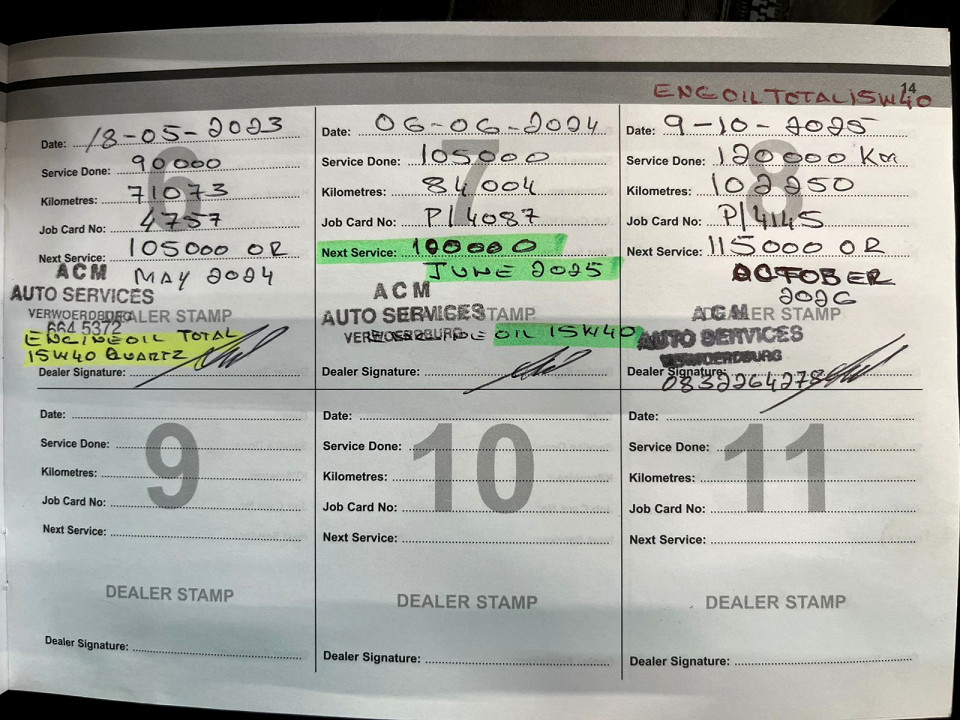 14
ENG OIL TOTAL 15W40
Date: 18-05-2023
Service Done: 90000
Kilometres: 71073
Job Card No: 4757
Next Service: 105000 OR
MAY 2024
ACM
AUTO SERVICES
VERWOERDBURG
664 5372
DEALER STAMP
ENGINE OIL TOTAL
15W40 QUARTZ
Dealer Signature:
6
Date: 06-06-2024
Service Done: 105000
Kilometres: 84004
Job Card No: P14087
Next Service: 100000
JUNE 2025
ACM
AUTO SERVICES
DEALER STAMP
VERWOERDBURG
OIL 15W40
Dealer Signature:
7
Date: 9-10-2025
Service Done: 120000 Km
Kilometres: 102250
Job Card No: P14145
Next Service: 115000 OR
OCTOBER
2026
ACM
DEALER STAMP
AUTO SERVICES
VERWOERDBURG
Dealer Signature:
0832264278
8
Date:
Service Done:
Kilometres:
Job Card No:
Next Service:
9
DEALER STAMP
Dealer Signature:
Date:
Service Done:
Kilometres:
Job Card No:
Next Service:
10
DEALER STAMP
Dealer Signature:
Date:
Service Done:
Kilometres:
Job Card No:
Next Service:
11
DEALER STAMP
Dealer Signature: